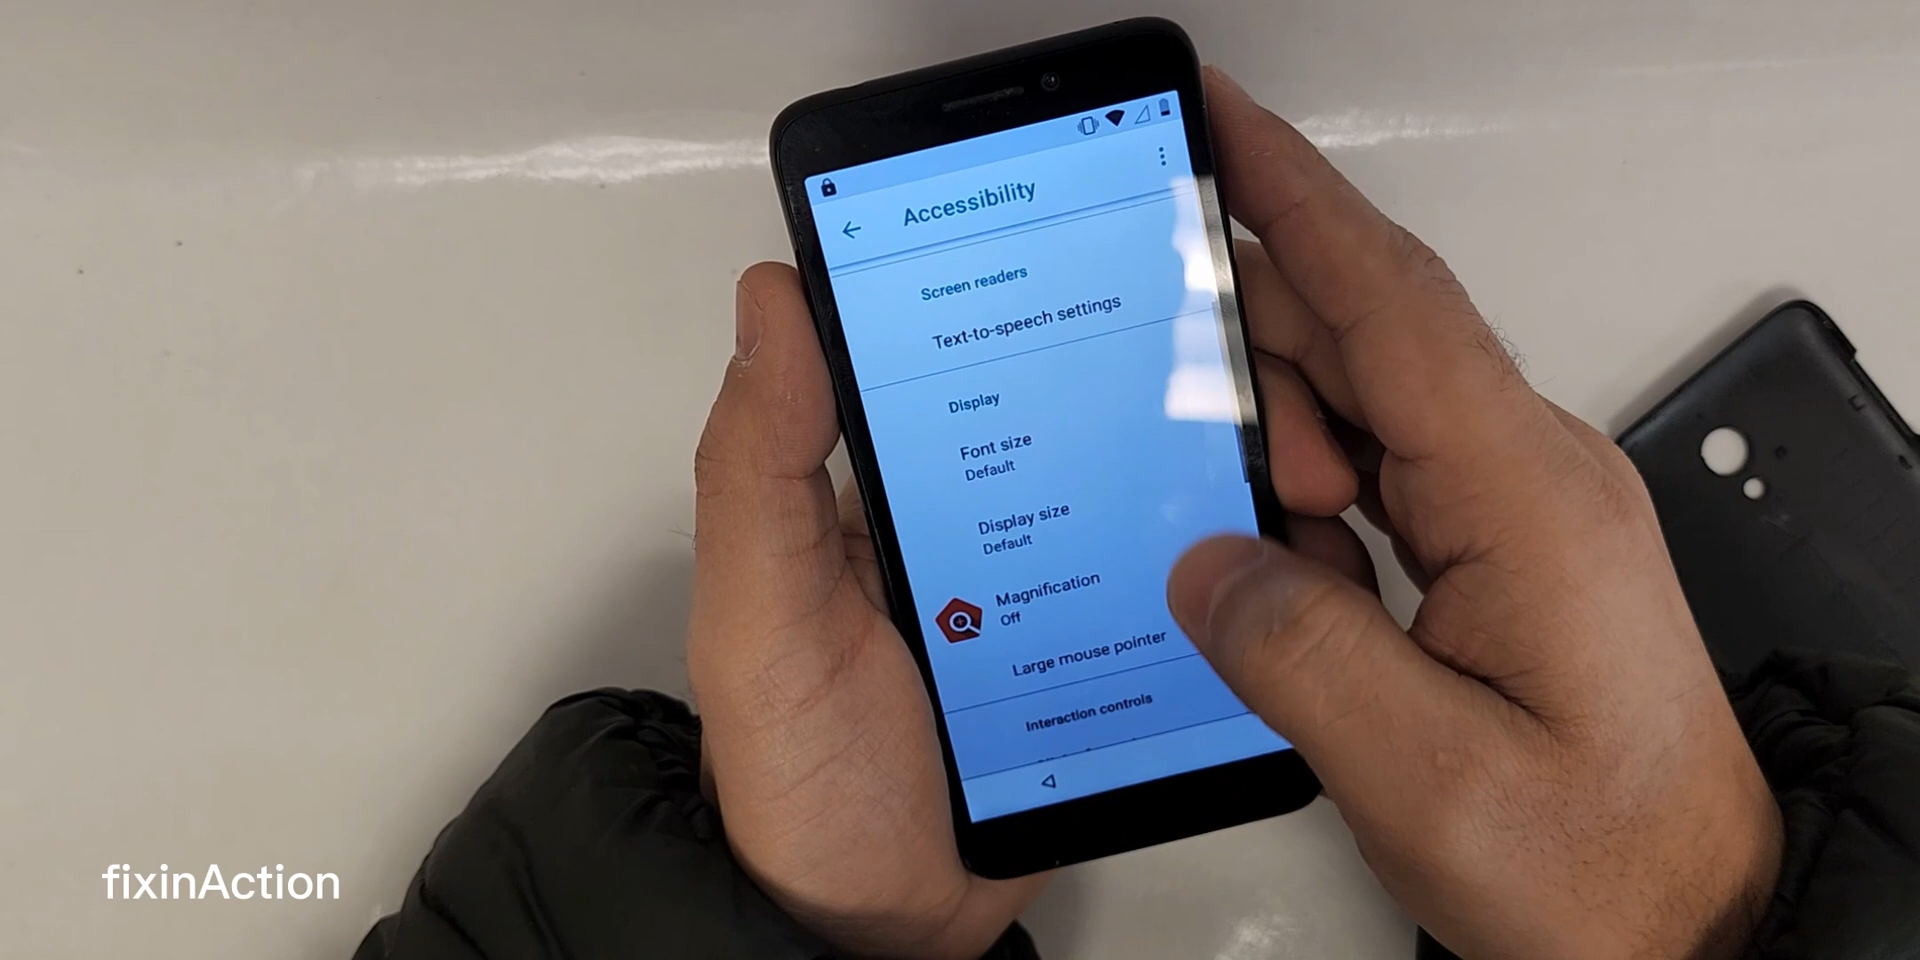 Accessibility
Screen readers
Text-to-speech settings
Display
Font size
Default
Display size
Default
Magnification
Off
Large mouse pointer
Interaction controls
fixinAction